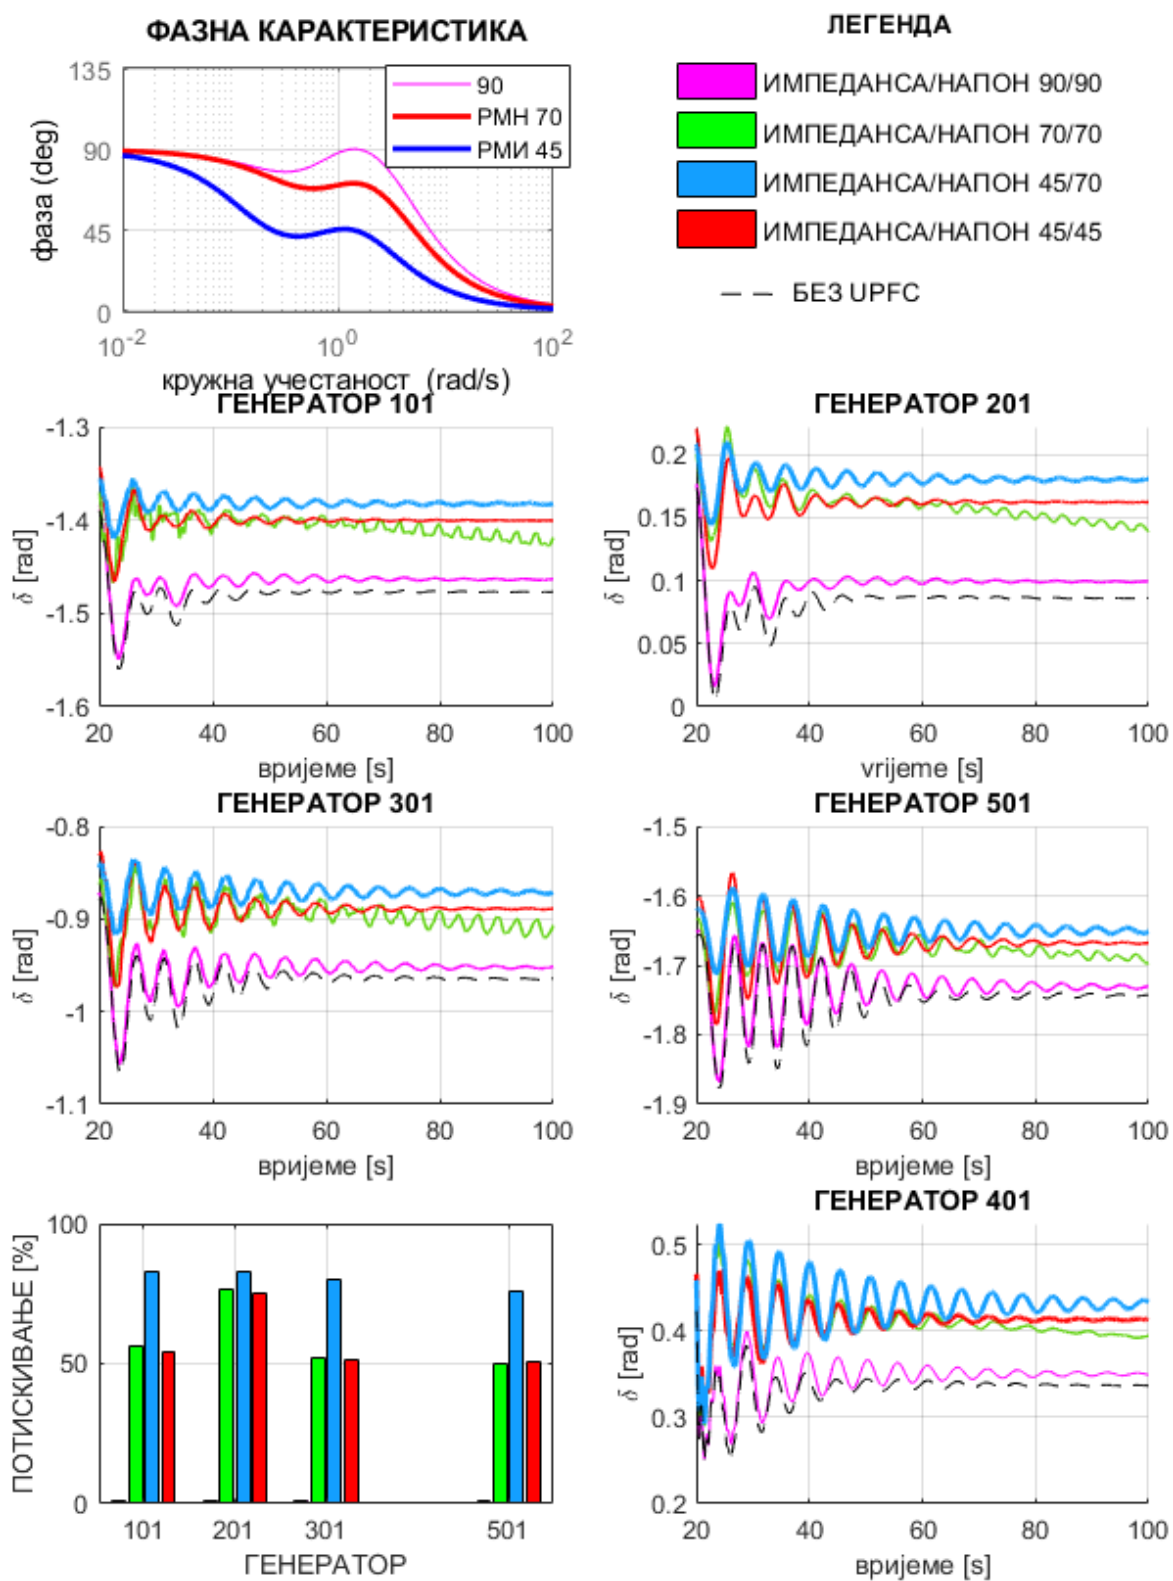 ФАЗНА КАРАКТЕРИСТИКА
135
90
45
0
фаза (deg)
90
РМН 70
РМИ 45
10^-2
10^0
10^2
кружна учестаност (rad/s)
ЛЕГЕНДА
ИМПЕДАНСА/НАПОН 90/90
ИМПЕДАНСА/НАПОН 70/70
ИМПЕДАНСА/НАПОН 45/70
ИМПЕДАНСА/НАПОН 45/45
БЕЗ UPFC
ГЕНЕРАТОР 101
-1.3
-1.4
-1.5
-1.6
δ [rad]
20 40 60 80 100
вријеме [s]
ГЕНЕРАТОР 201
0.2
0.15
0.1
0.05
0
δ [rad]
20 40 60 80 100
vrijeme [s]
ГЕНЕРАТОР 301
-0.8
-0.9
-1
-1.1
δ [rad]
20 40 60 80 100
вријеме [s]
ГЕНЕРАТОР 501
-1.5
-1.6
-1.7
-1.8
-1.9
δ [rad]
20 40 60 80 100
вријеме [s]
100
50
0
ПОТИСКИВАЊЕ [%]
101 201 301 501
ГЕНЕРАТОР
ГЕНЕРАТОР 401
0.5
0.4
0.3
0.2
δ [rad]
20 40 60 80 100
вријеме [s]